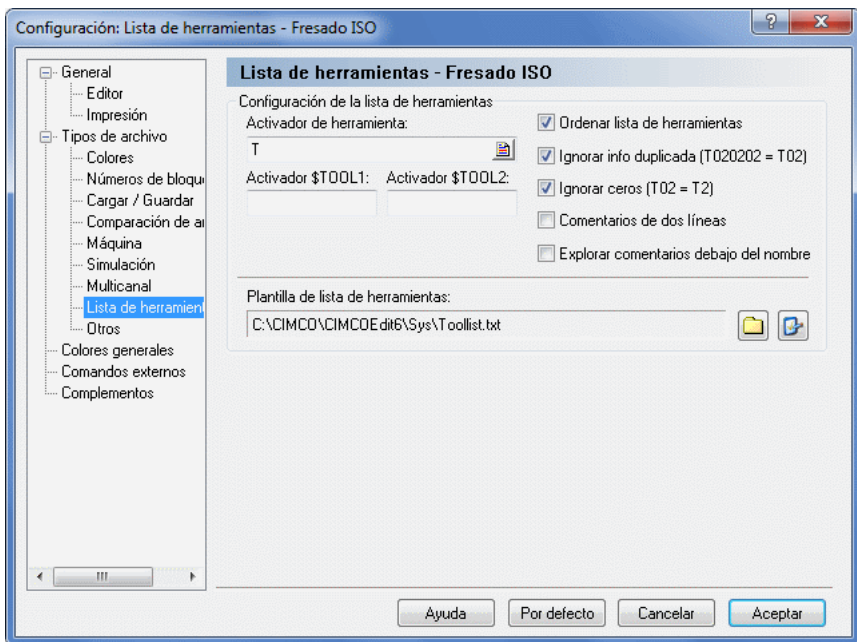 Configuración: Lista de herramientas - Fresado ISO
General
Editor
Impresión
Tipos de archivo
Colores
Números de bloqu
Cargar / Guardar
Comparación de ar
Máquina
Simulación
Multicanal
Lista de herramient
Otros
Colores generales
Comandos externos
Complementos
Lista de herramientas - Fresado ISO
Configuración de la lista de herramientas
Activador de herramienta:
T
Activador $TOOL1: Activador $TOOL2:
Ordenar lista de herramientas
Ignorar info duplicada (T020202 = T02)
Ignorar ceros (T02 = T2)
Comentarios de dos líneas
Explorar comentarios debajo del nombre
Plantilla de lista de herramientas:
C:\CIMCO\CIMCOEdit6\Sys\Toollist.txt
Ayuda Por defecto Cancelar Aceptar